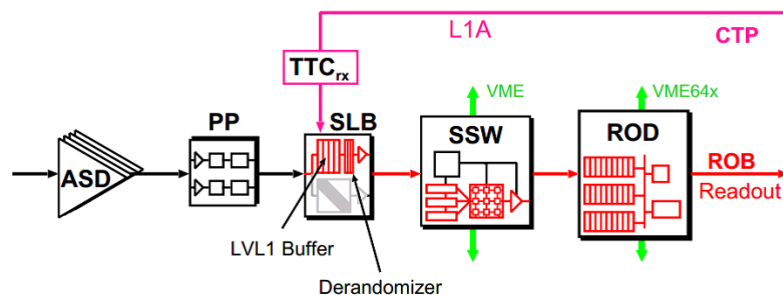 L1A
CTP
TTCrx
PP
SLB
VME
VME64x
ASD
SSW
ROD
ROB
Readout
LVL1 Buffer
Derandomizer